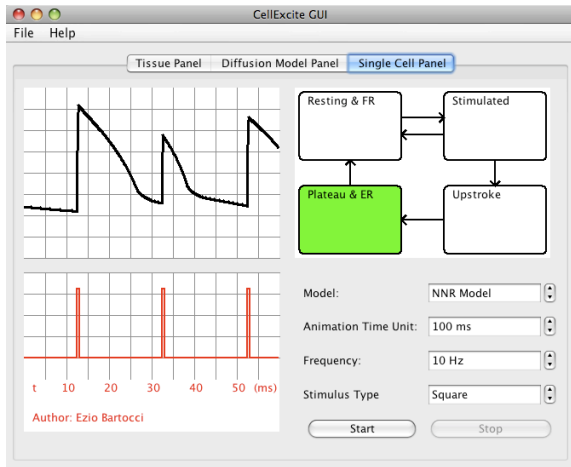 CellExcite GUI
File Help
Tissue Panel Diffusion Model Panel Single Cell Panel
Resting & FR Stimulated
Plateau & ER Upstroke
Model: NNR Model
Animation Time Unit: 100 ms
Frequency: 10 Hz
Stimulus Type Square
Start Stop
t 10 20 30 40 50 (ms)
Author: Ezio Bartocci